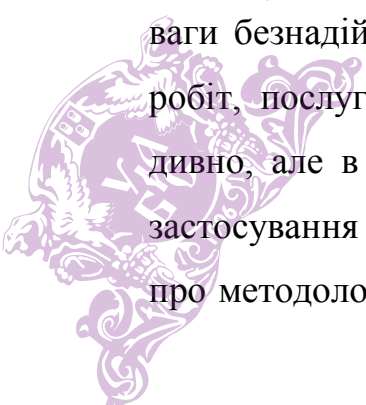 ваги безнадій
робіт, послуг
дивно, але в
застосування
про методоло